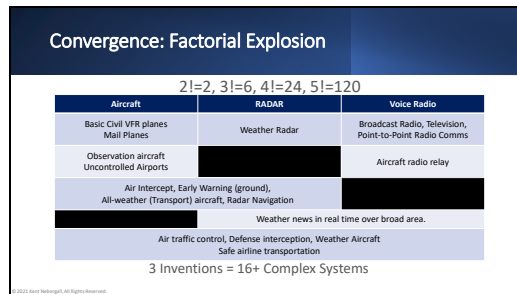 Convergence: Factorial Explosion
2!=2, 3!=6, 4!=24, 5!=120
Aircraft
RADAR
Voice Radio
Basic Civil VFR planes
Mail Planes
Weather Radar
Broadcast Radio, Television,
Point-to-Point Radio Comms
Observation aircraft
Uncontrolled Airports
Aircraft radio relay
Air Intercept, Early Warning (ground),
All-weather (Transport) aircraft, Radar Navigation
Weather news in real time over broad area.
Air traffic control, Defense interception, Weather Aircraft
Safe airline transportation
3 Inventions = 16+ Complex Systems
© 2021 Kent Nebergall, All Rights Reserved.